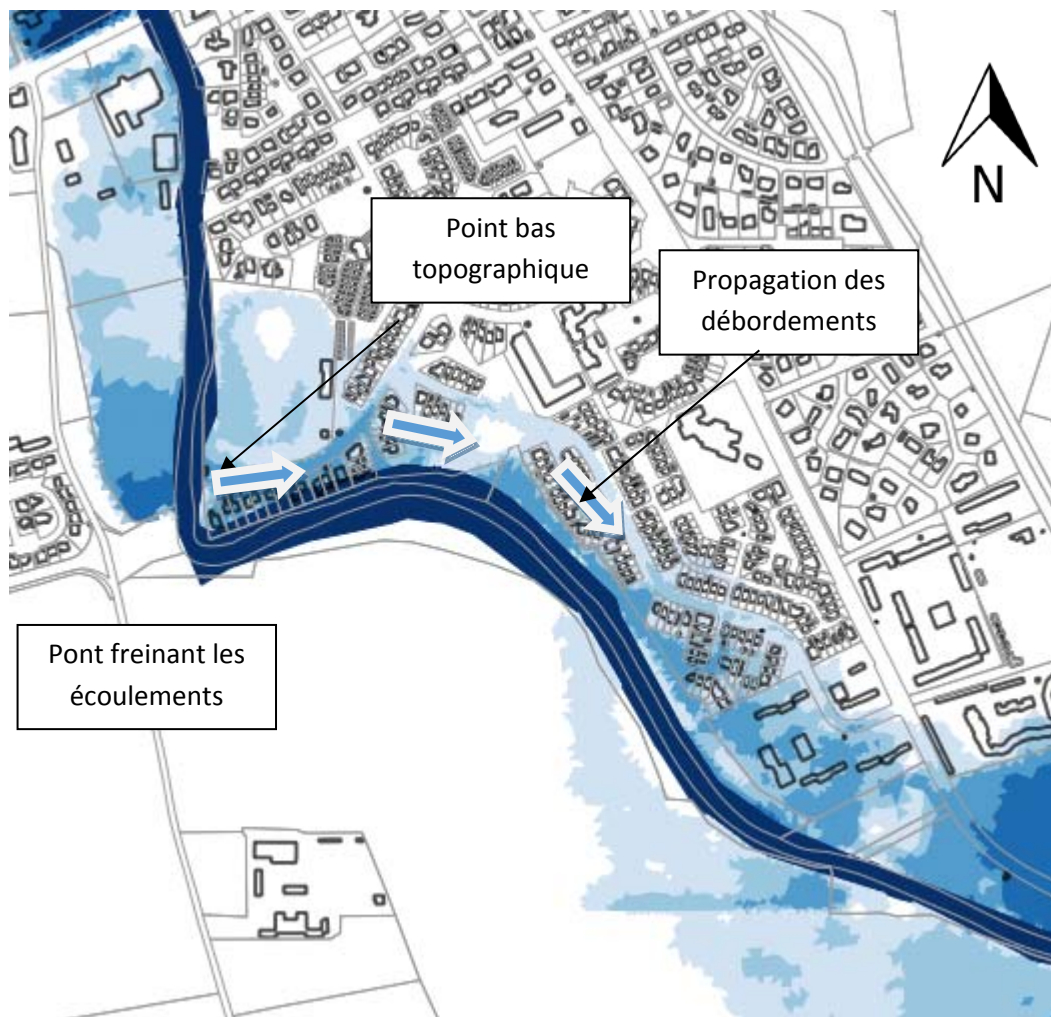 N
Point bas
topographique
Propagation des
débordements
Pont freinant les
écoulements